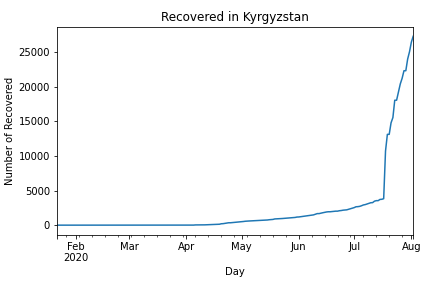 Recovered in Kyrgyzstan
Number of Recovered
25000
20000
15000
10000
5000
0
Feb Mar Apr May Jun Jul Aug
2020
Day